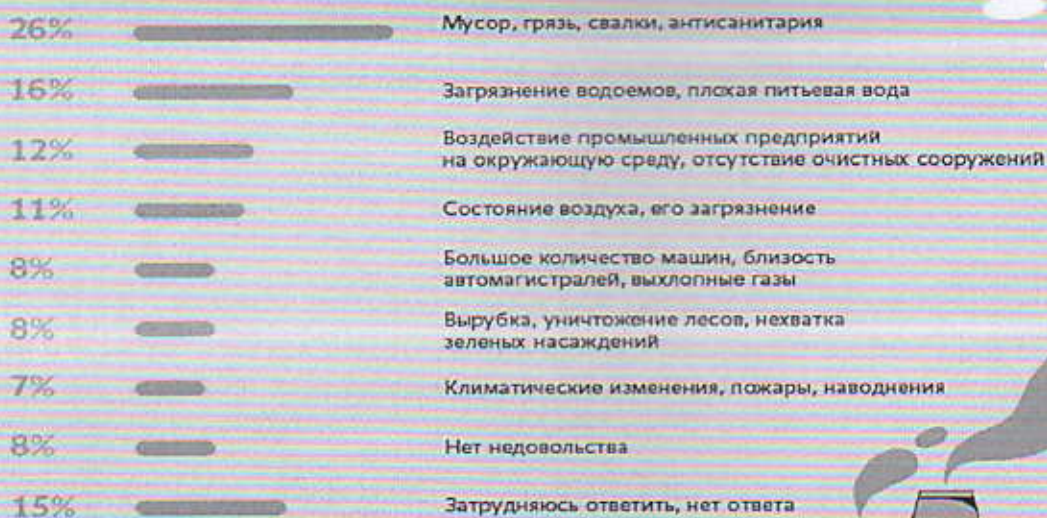 26% Мусор, грязь, свалки, антисанитария
16% Загрязнение водоемов, плохая питьевая вода
12% Воздействие промышленных предприятий
на окружающую среду, отсутствие очистных сооружений
11% Состояние воздуха, его загрязнение
8% Большое количество машин, близость
автомагистралей, выхлопные газы
8% Вырубка, уничтожение лесов, нехватка
зеленых насаждений
7% Климатические изменения, пожары, наводнения
8% Нет недовольства
15% Затрудняюсь ответить, нет ответа